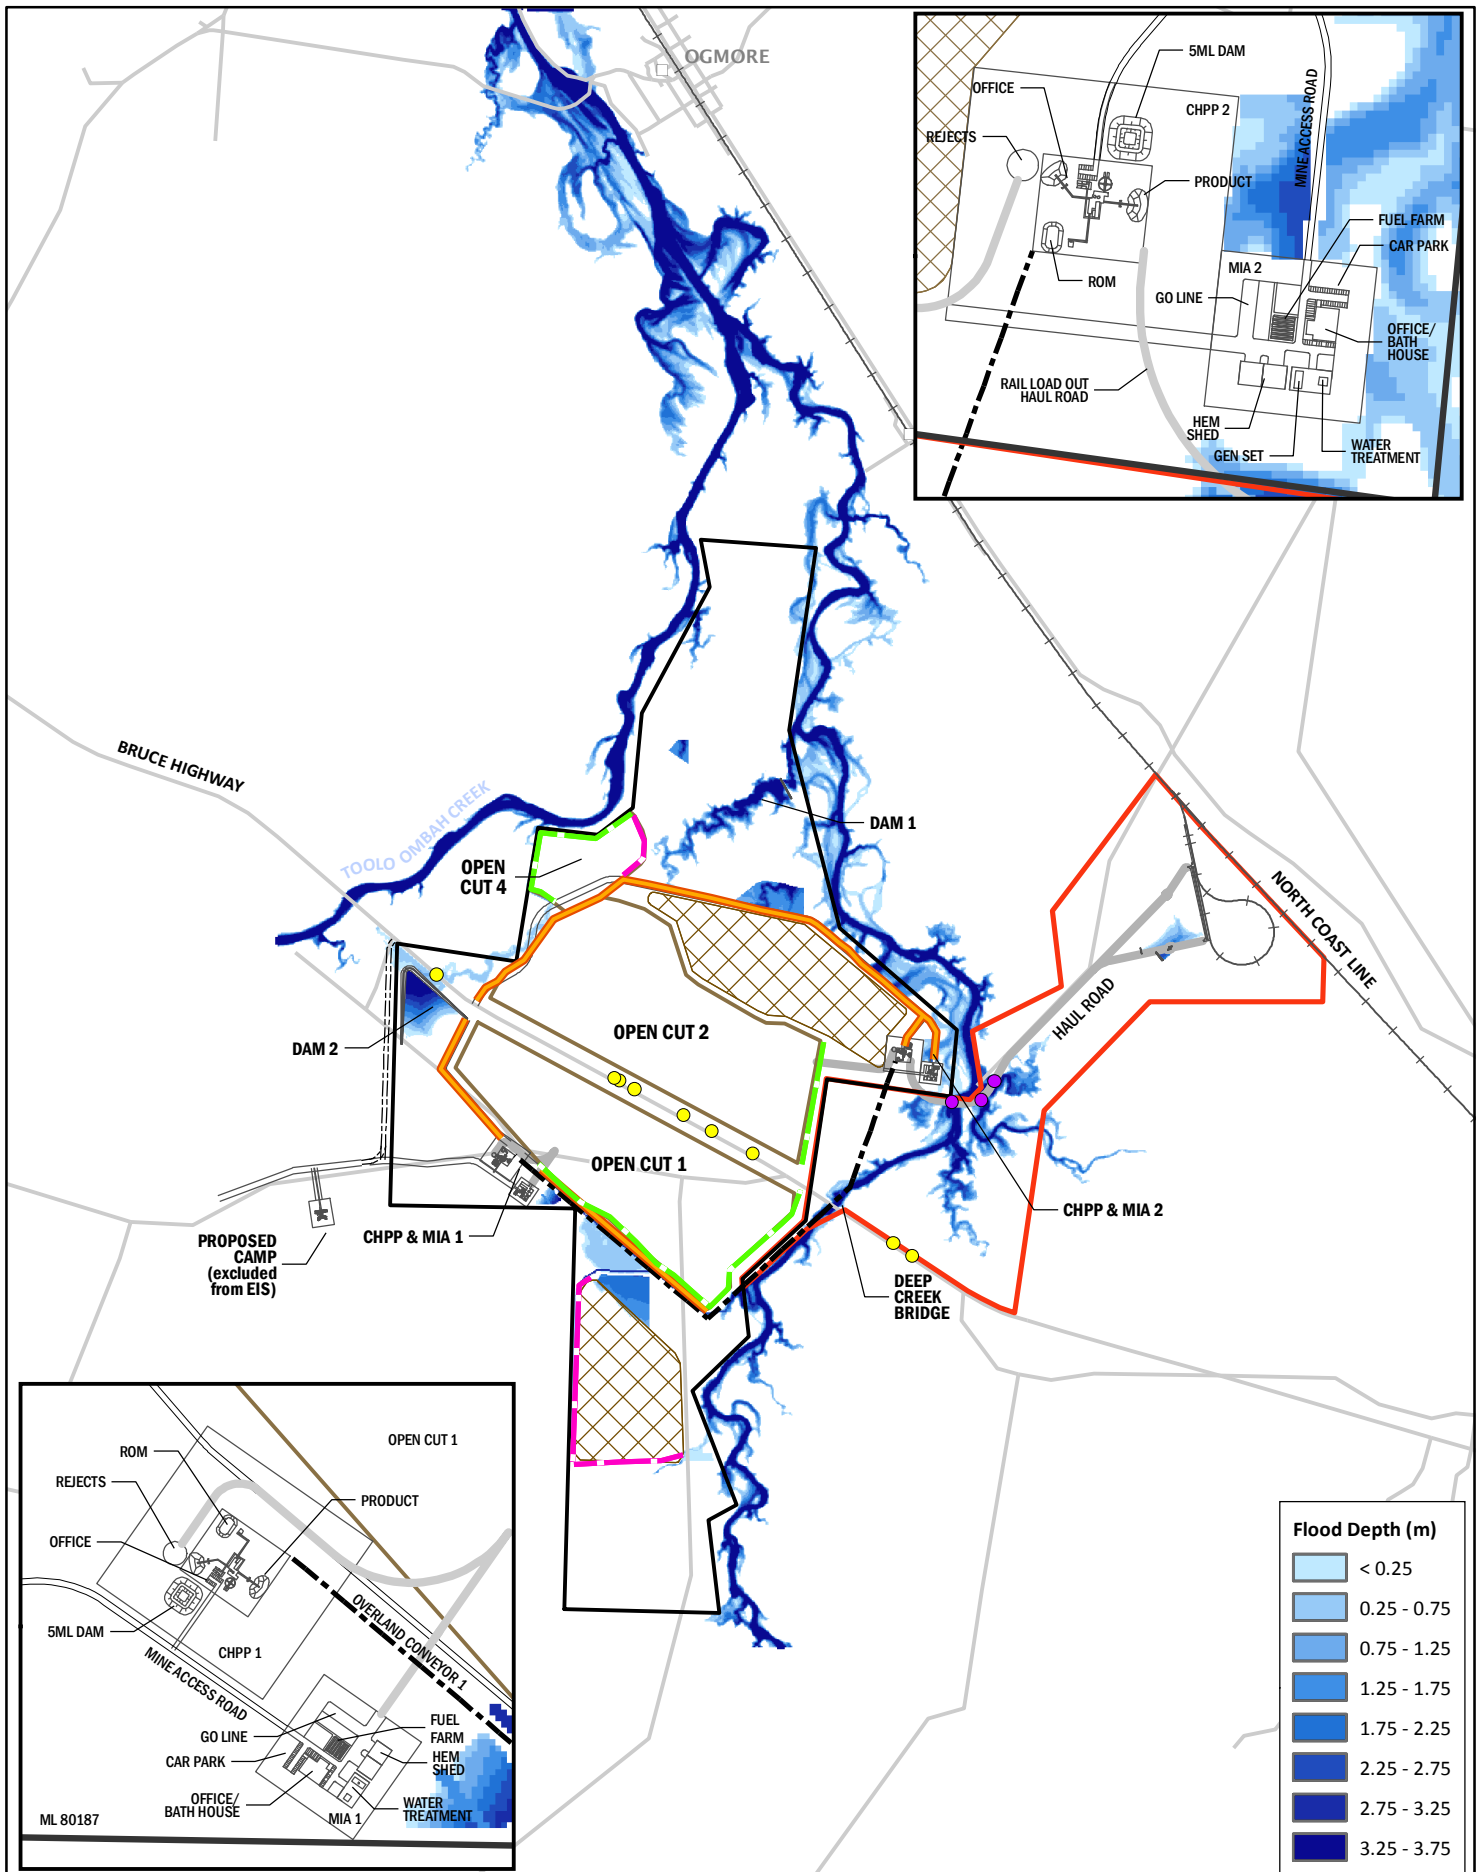 OGMORE
5ML DAM
OFFICE
CHPP 2
REJECTS
MINE ACCESS ROAD
PRODUCT
FUEL FARM
CAR PARK
ROM
MIA 2
GO LINE
OFFICE/
BATH
HOUSE
RAIL LOAD OUT
HAUL ROAD
HEM
SHED
GEN SET
WATER
TREATMENT
BRUCE HIGHWAY
TOOLO OMBAH CREEK
DAM 1
OPEN
CUT 4
NORTH COAST LINE
HAUL ROAD
OPEN CUT 2
DAM 2
OPEN CUT 1
CHPP & MIA 1
CHPP & MIA 2
PROPOSED
CAMP
(excluded
from EIS)
DEEP
CREEK
BRIDGE
OPEN CUT 1
ROM
REJECTS
PRODUCT
OFFICE
5ML DAM
CHPP 1
OVERLAND CONVEYOR 1
MINE ACCESS ROAD
GO LINE
FUEL
FARM
CAR PARK
HEM
SHED
OFFICE/
BATH HOUSE
WATER
TREATMENT
MIA 1
ML 80187
Flood Depth (m)
< 0.25
0.25 - 0.75
0.75 - 1.25
1.25 - 1.75
1.75 - 2.25
2.25 - 2.75
2.75 - 3.25
3.25 - 3.75